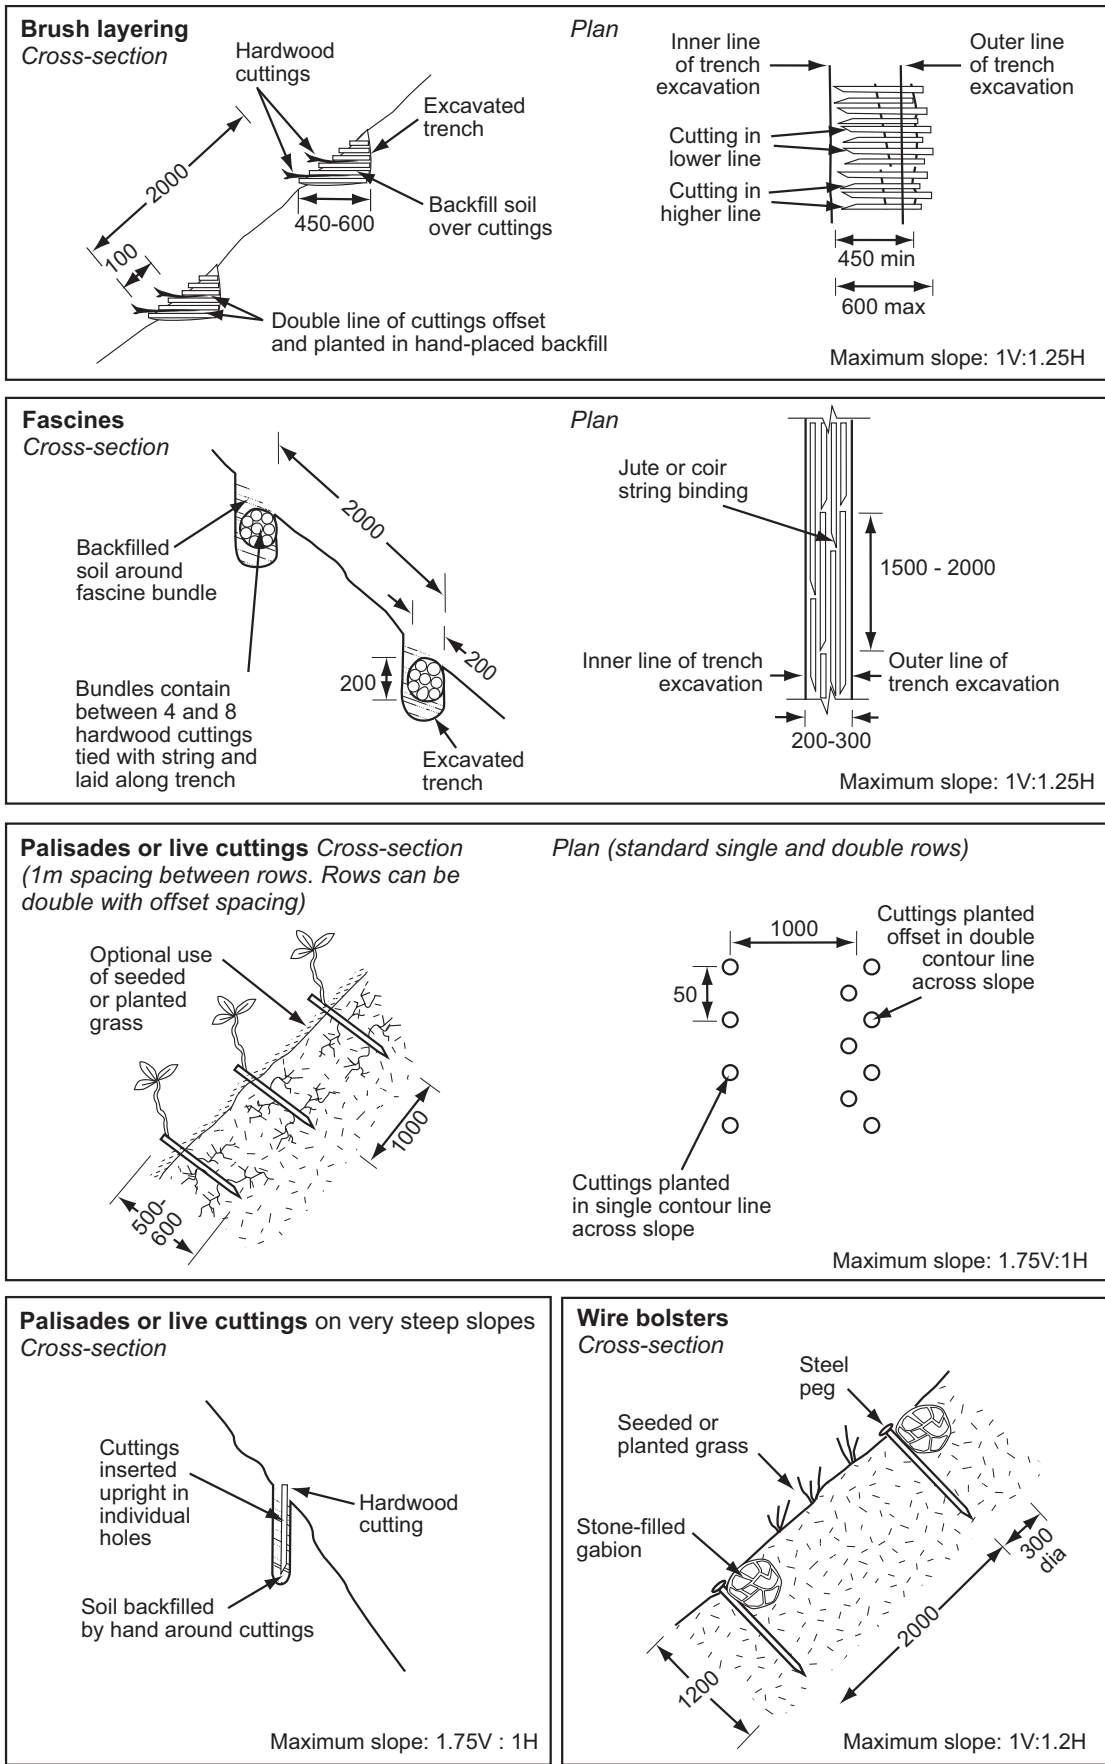 Brush layering
Cross-section
Hardwood
cuttings
Excavated
trench
2000
450-600
Backfill soil
over cuttings
100
Double line of cuttings offset
and planted in hand-placed backfill
Plan
Inner line
of trench
excavation
Outer line
of trench
excavation
Cutting in
lower line
Cutting in
higher line
450 min
600 max
Maximum slope: 1V:1.25H
Fascines
Cross-section
2000
Backfilled
soil around
fascine bundle
200
200
Bundles contain
between 4 and 8
hardwood cuttings
tied with string and
laid along trench
Excavated
trench
Plan
Jute or coir
string binding
1500 - 2000
Inner line of trench
excavation
Outer line of
trench excavation
200-300
Maximum slope: 1V:1.25H
Palisades or live cuttings Cross-section
(1m spacing between rows. Rows can be
double with offset spacing)
Optional use
of seeded
or planted
grass
1000
500-
600
Plan (standard single and double rows)
1000
50
Cuttings planted
offset in double
contour line
across slope
Cuttings planted
in single contour line
across slope
Maximum slope: 1.75V:1H
Palisades or live cuttings on very steep slopes
Cross-section
Cuttings
inserted
upright in
individual
holes
Hardwood
cutting
Soil backfilled
by hand around cuttings
Maximum slope: 1.75V : 1H
Wire bolsters
Cross-section
Steel
peg
Seeded or
planted grass
Stone-filled
gabion
300
dia
2000
1200
Maximum slope: 1V:1.2H